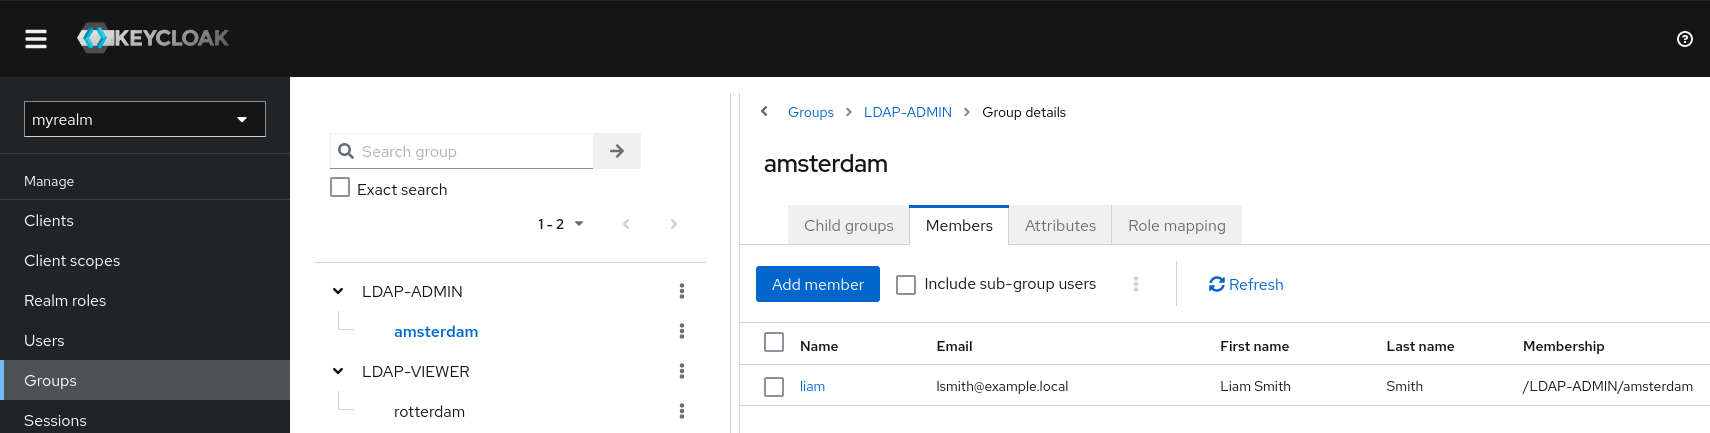 KEYCLOAK
myrealm
Manage
Clients
Client scopes
Realm roles
Users
Groups
Sessions
Search group
Exact search
1 - 2
LDAP-ADMIN
amsterdam
LDAP-VIEWER
rotterdam
Groups LDAP-ADMIN Group details
amsterdam
Child groups Members Attributes Role mapping
Add member Include sub-group users Refresh
Name Email First name Last name Membership
liam lsmith@example.local Liam Smith Smith /LDAP-ADMIN/amsterdam